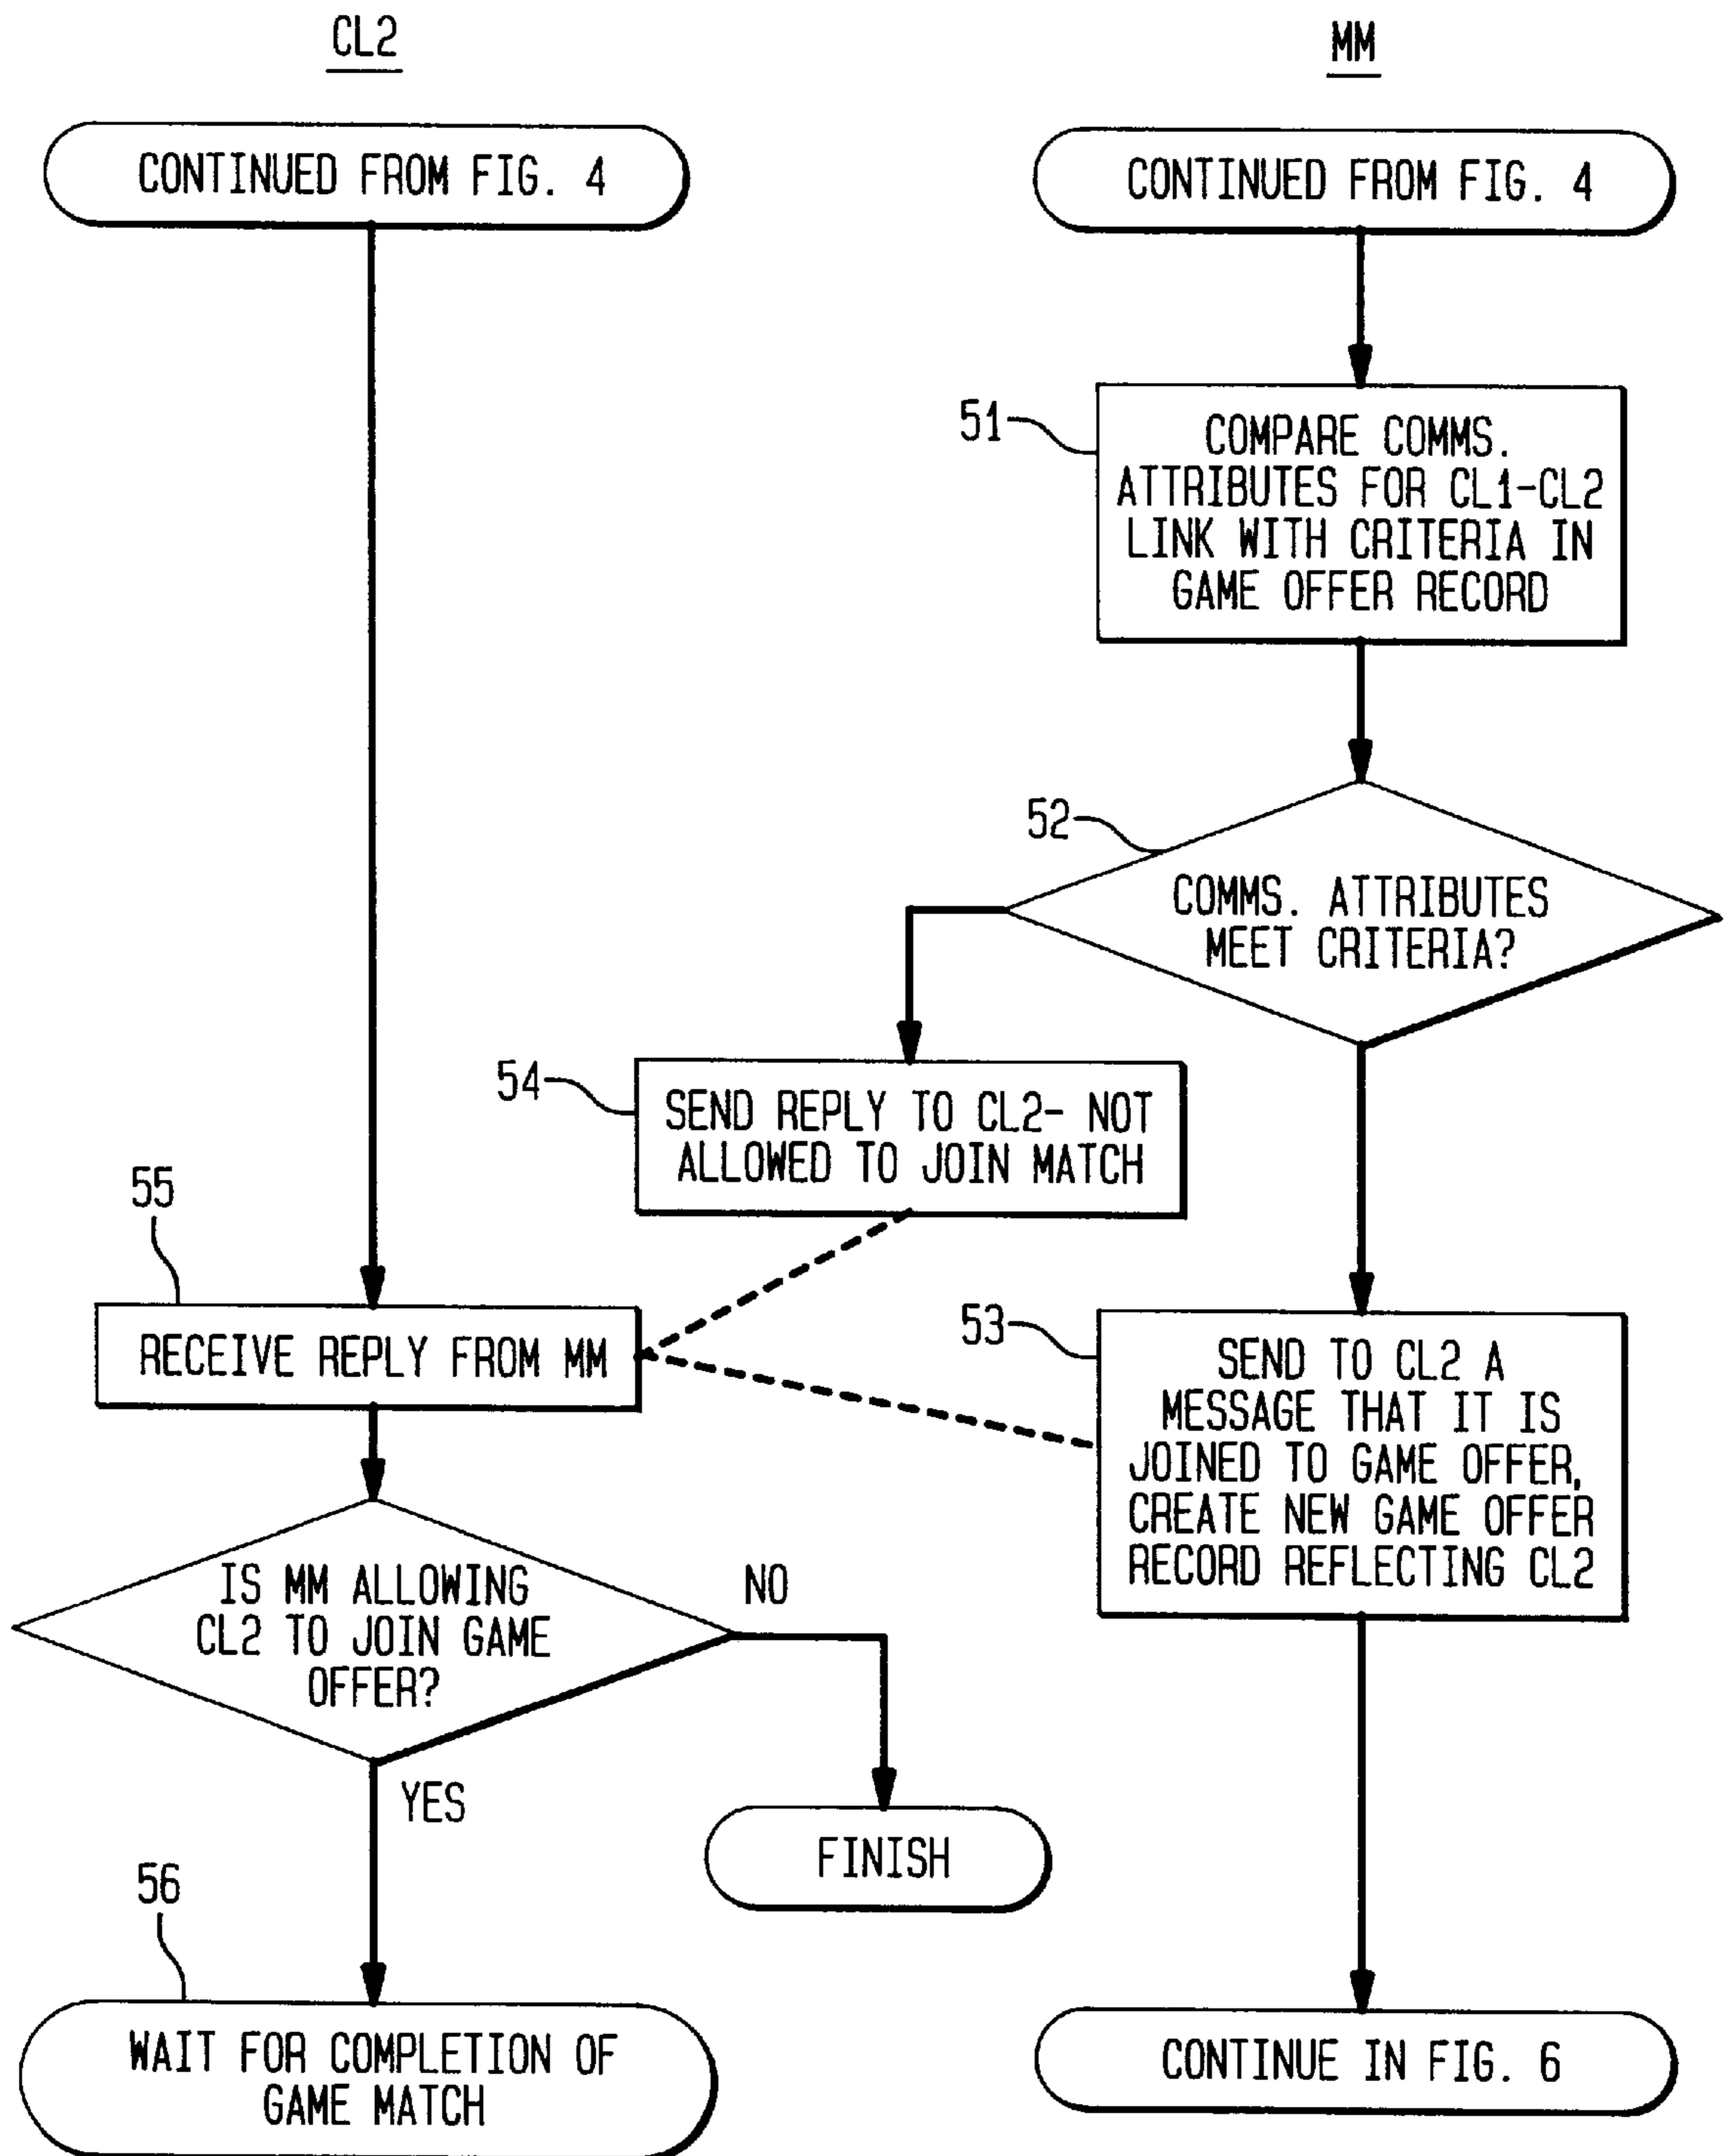 CL2
MM
CONTINUED FROM FIG. 4
CONTINUED FROM FIG. 4
51
COMPARE COMMS.
ATTRIBUTES FOR CL1-CL2
LINK WITH CRITERIA IN
GAME OFFER RECORD
52
COMMS. ATTRIBUTES
MEET CRITERIA?
54
SEND REPLY TO CL2- NOT
ALLOWED TO JOIN MATCH
55
RECEIVE REPLY FROM MM
53
SEND TO CL2 A
MESSAGE THAT IT IS
JOINED TO GAME OFFER,
CREATE NEW GAME OFFER
RECORD REFLECTING CL2
IS MM ALLOWING
CL2 TO JOIN GAME
OFFER?
NO
YES
FINISH
56
WAIT FOR COMPLETION OF
GAME MATCH
CONTINUE IN FIG. 6